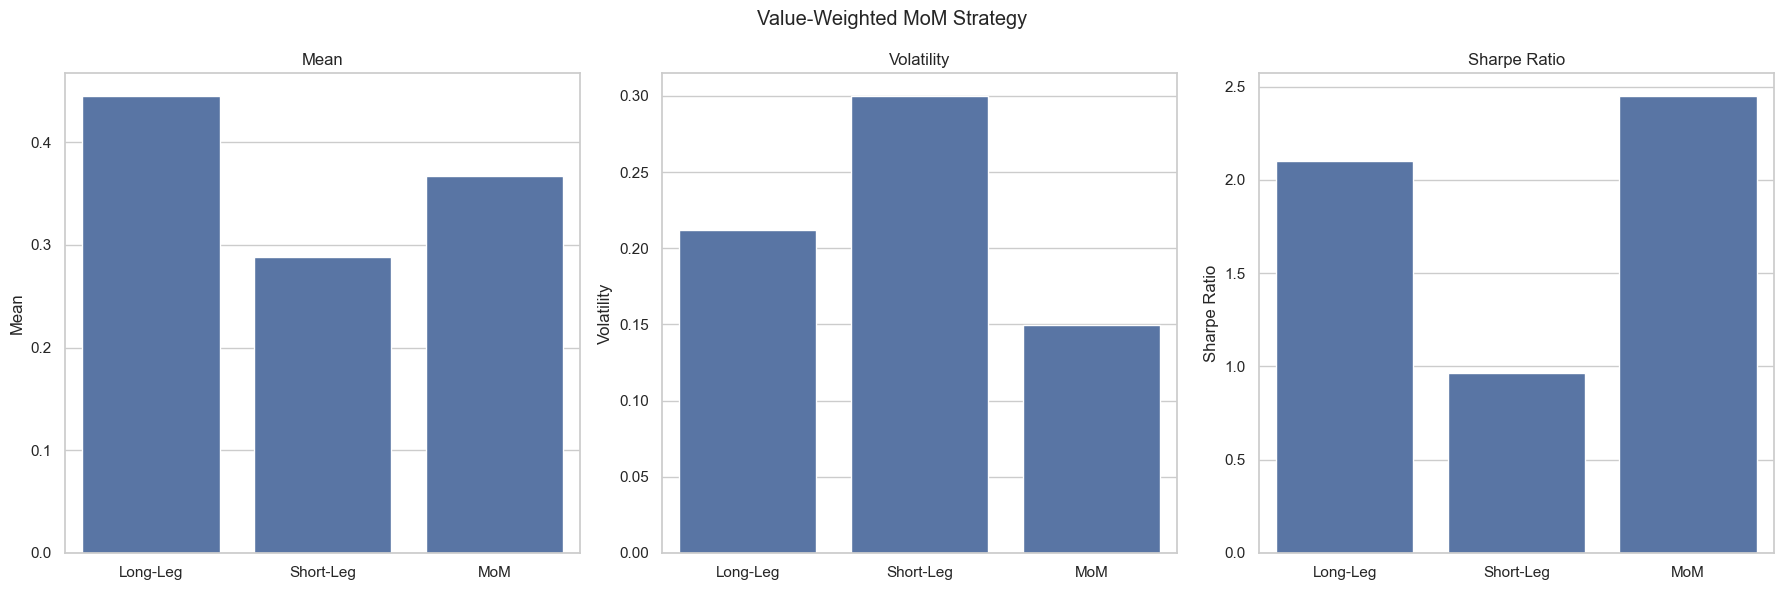 Value-Weighted MoM Strategy
Mean
Mean
0.4
0.3
0.2
0.1
0.0
Long-Leg Short-Leg MoM
Volatility
Volatility
0.30
0.25
0.20
0.15
0.10
0.05
0.00
Long-Leg Short-Leg MoM
Sharpe Ratio
Sharpe Ratio
2.5
2.0
1.5
1.0
0.5
0.0
Long-Leg Short-Leg MoM